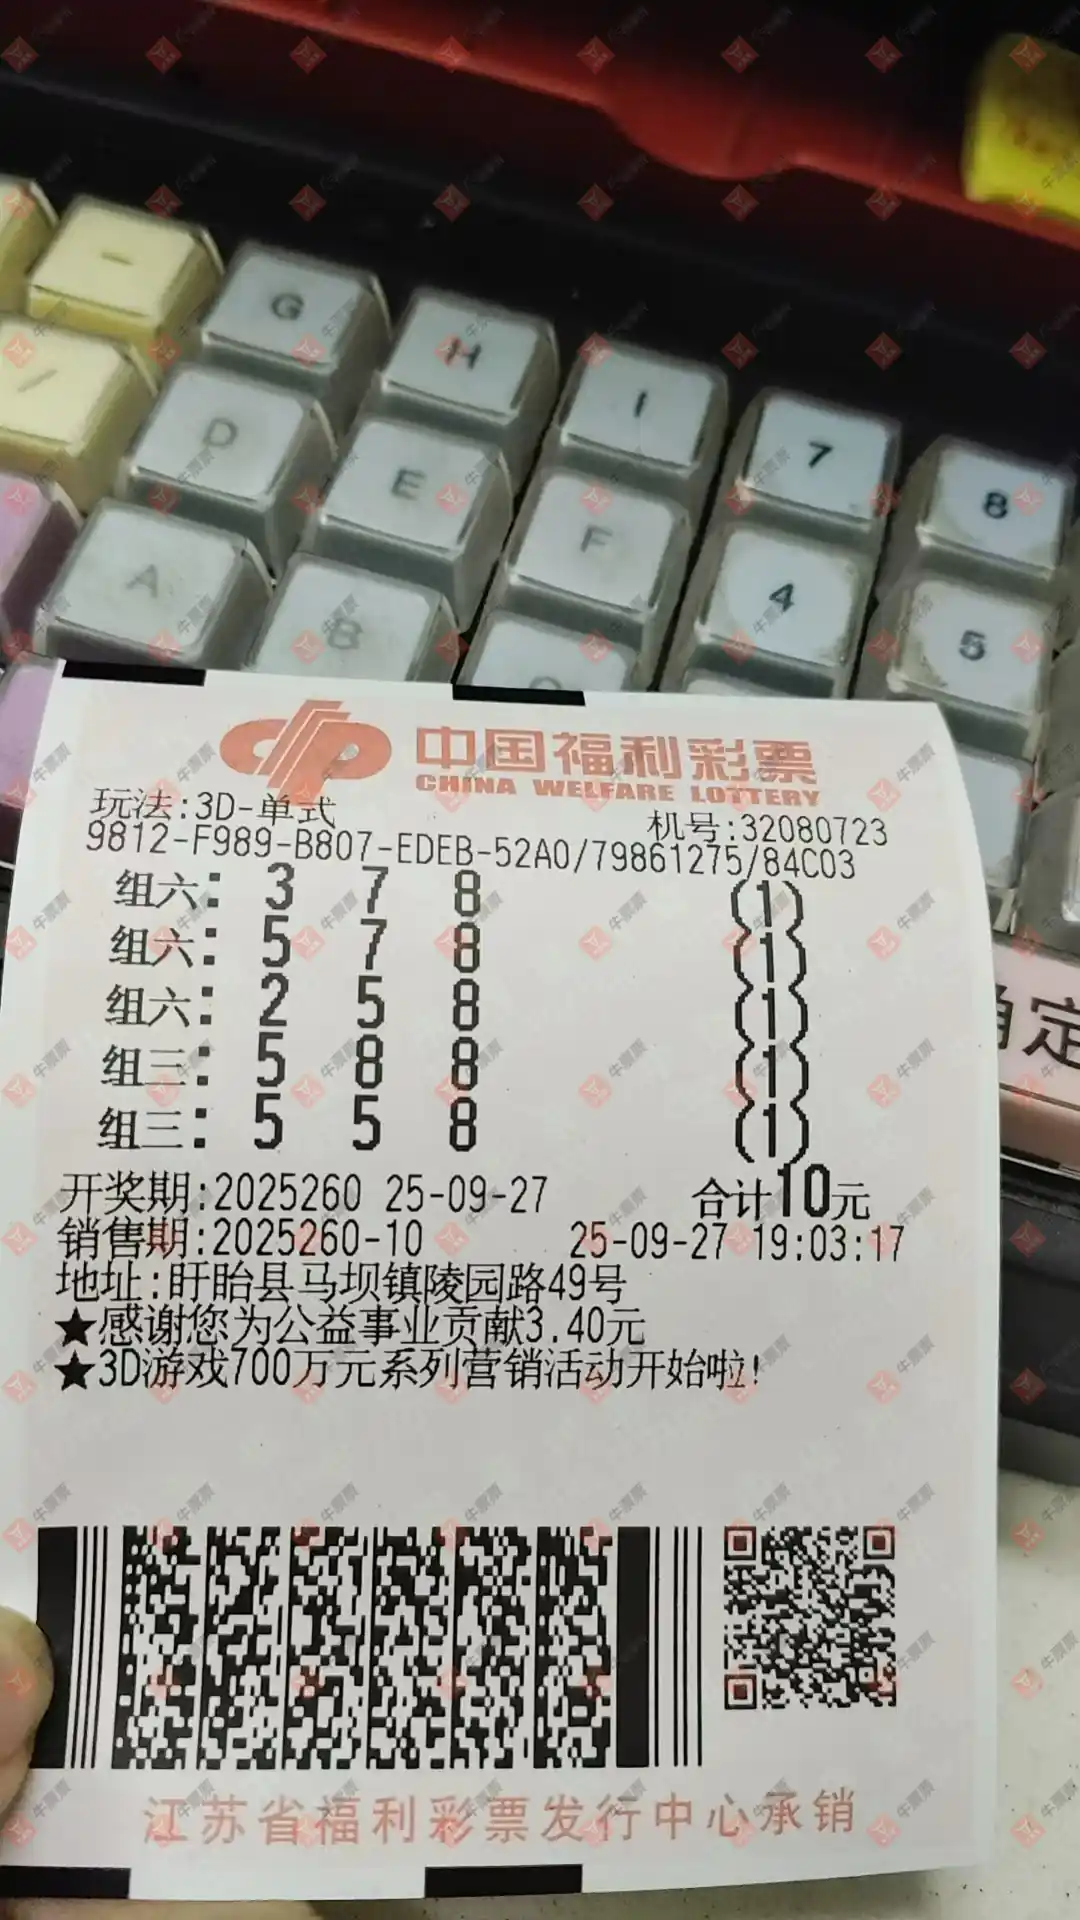 -
G
H
I
7
8
/
D
E
F
4
5
A
B
确定
中国福利彩票
CHINA WELFARE LOTTERY
玩法:3D-单式
机号:32080723
9812-F989-B807-EDEB-52A0/79861275/84C03
组六: 3 7 8 (1)
组六: 5 7 8 (1)
组六: 2 5 8 (1)
组三: 5 8 8 (1)
组三: 5 5 8 (1)
开奖期:2025260 25-09-27 合计10元
销售期:2025260-10 25-09-27 19:03:17
地址:盱眙县马坝镇陵园路49号
★感谢您为公益事业贡献3.40元
★3D游戏700万元系列营销活动开始啦!
江苏省福利彩票发行中心承销
牛票票